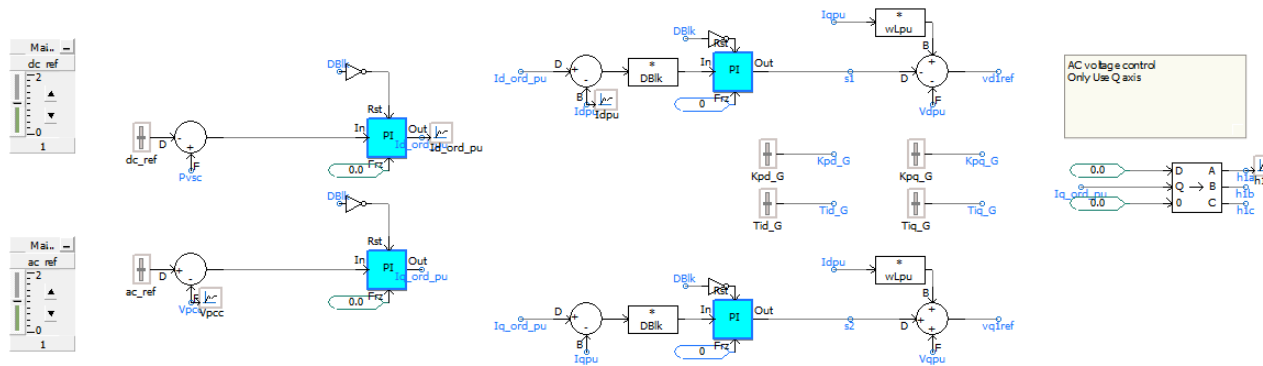 Mai..
dc_ref
2
0
1
dc_ref
D
-
+
F
Pvsc
DBlk
Rst
In
PI
Out
Id_ord_pu
Id_ord_pu
Frz
0.0
Mai..
ac_ref
2
0
1
ac_ref
D
+
-
F
Vpcc
Vpcc
DBlk
Rst
In
PI
Out
Iq_ord_pu
Frz
0.0
Id_ord_pu
D
+
-
B
Idpu
Idpu
*
DBlk
DBlk
Rst
In
PI
Out
Frz
0
s1
Iqpu
*
wLpu
B
D
-
+
+
F
Vdpu
vd1ref
Kpd_G
Kpd_G
Kpq_G
Kpq_G
Tid_G
Tid_G
Tiq_G
Tiq_G
Iq_ord_pu
D
+
-
B
Iqpu
*
DBlk
DBlk
Rst
In
PI
Out
Frz
0
s2
Idpu
*
wLpu
B
D
+
+
+
F
Vqpu
vq1ref
AC voltage control
Only Use Q axis
0.0
Iq_ord_pu
0.0
D
Q
0
A
B
C
h1a
h1b
h1c